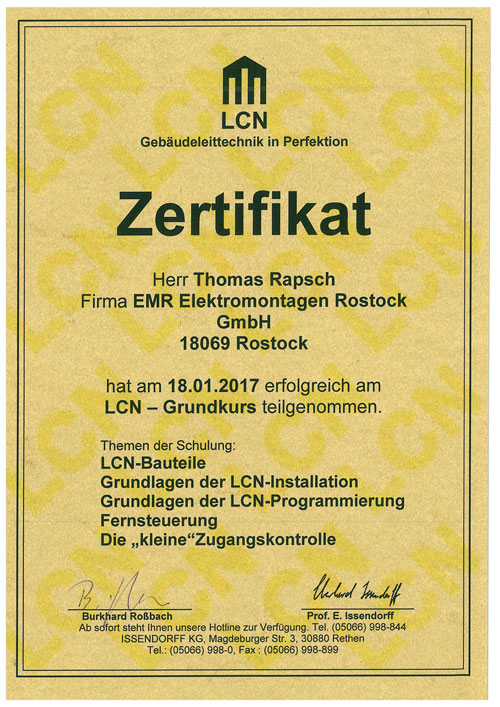 LCN
Gebäudeleittechnik in Perfektion
Zertifikat
Herr Thomas Rapsch
Firma EMR Elektromontagen Rostock
GmbH
18069 Rostock
hat am 18.01.2017 erfolgreich am
LCN – Grundkurs teilgenommen.
Themen der Schulung:
LCN-Bauteile
Grundlagen der LCN-Installation
Grundlagen der LCN-Programmierung
Fernsteuerung
Die „kleine“Zugangskontrolle
Eberhard Issendorff
Burkhard Roßbach
Prof. E. Issendorff
Ab sofort steht Ihnen unsere Hotline zur Verfügung. Tel. (05066) 998-844
ISSENDORFF KG, Magdeburger Str. 3, 30880 Rethen
Tel.: (05066) 998-0, Fax : (05066) 998-899